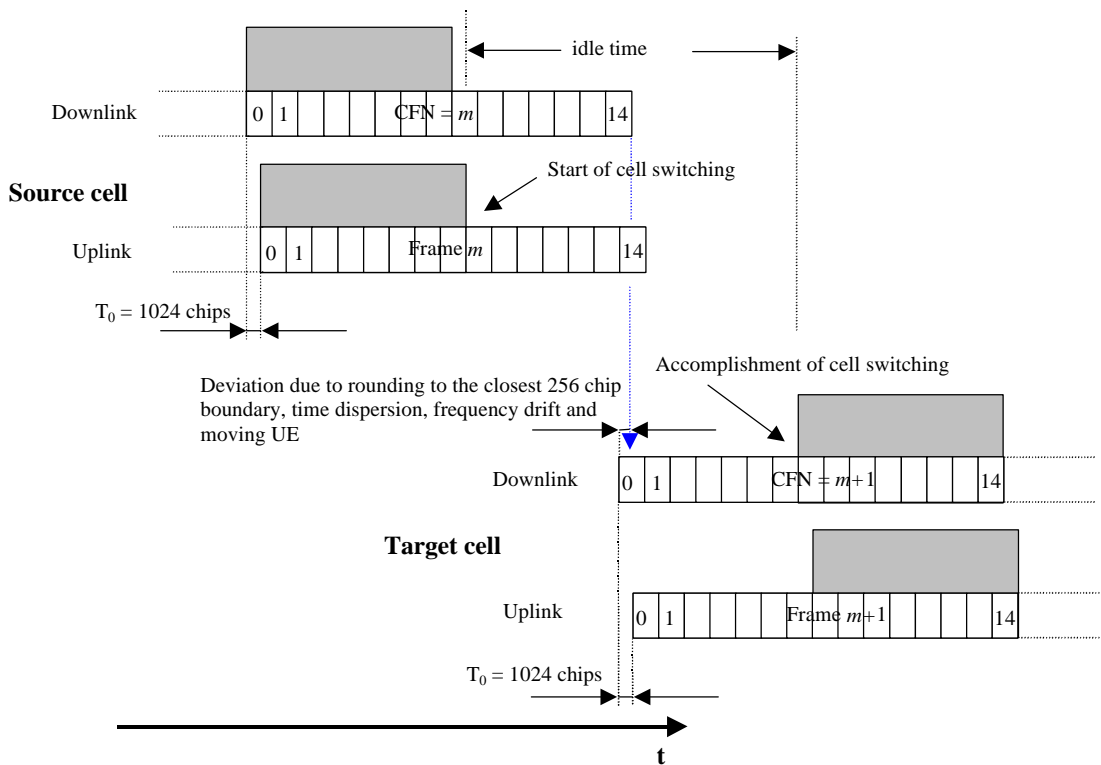 idle time
Downlink
0 1 CFN = m 14
Start of cell switching
Source cell
Uplink
0 1 Frame m 14
T₀ = 1024 chips
Accomplishment of cell switching
Deviation due to rounding to the closest 256 chip
boundary, time dispersion, frequency drift and
moving UE
Downlink
0 1 CFN = m+1 14
Target cell
Uplink
0 1 Frame m+1 14
T₀ = 1024 chips
t